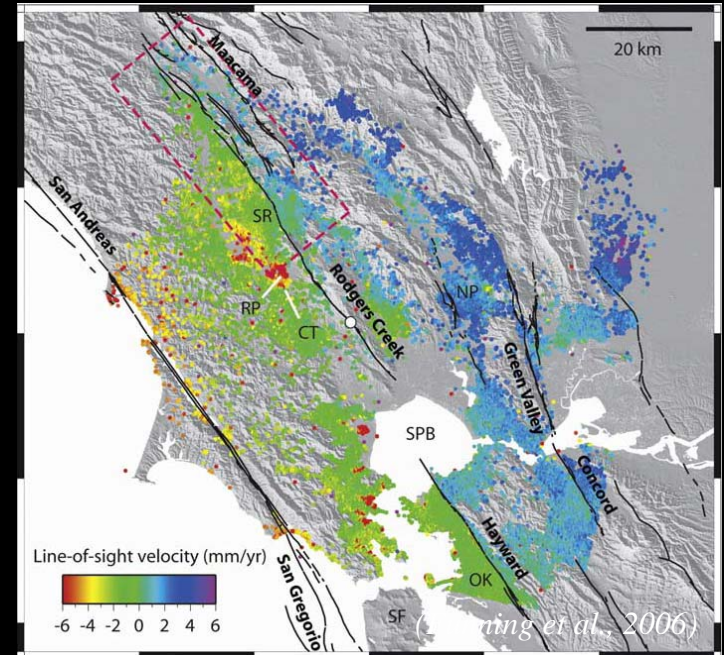 20 km
Maacama
San Andreas
SR
RP
CT
Rodgers Creek
NP
Green Valley
SPB
Concord
Hayward
OK
San Gregorio
SF
Line-of-sight velocity (mm/yr)
-6 -4 -2 0 2 4 6
et al., 2006)